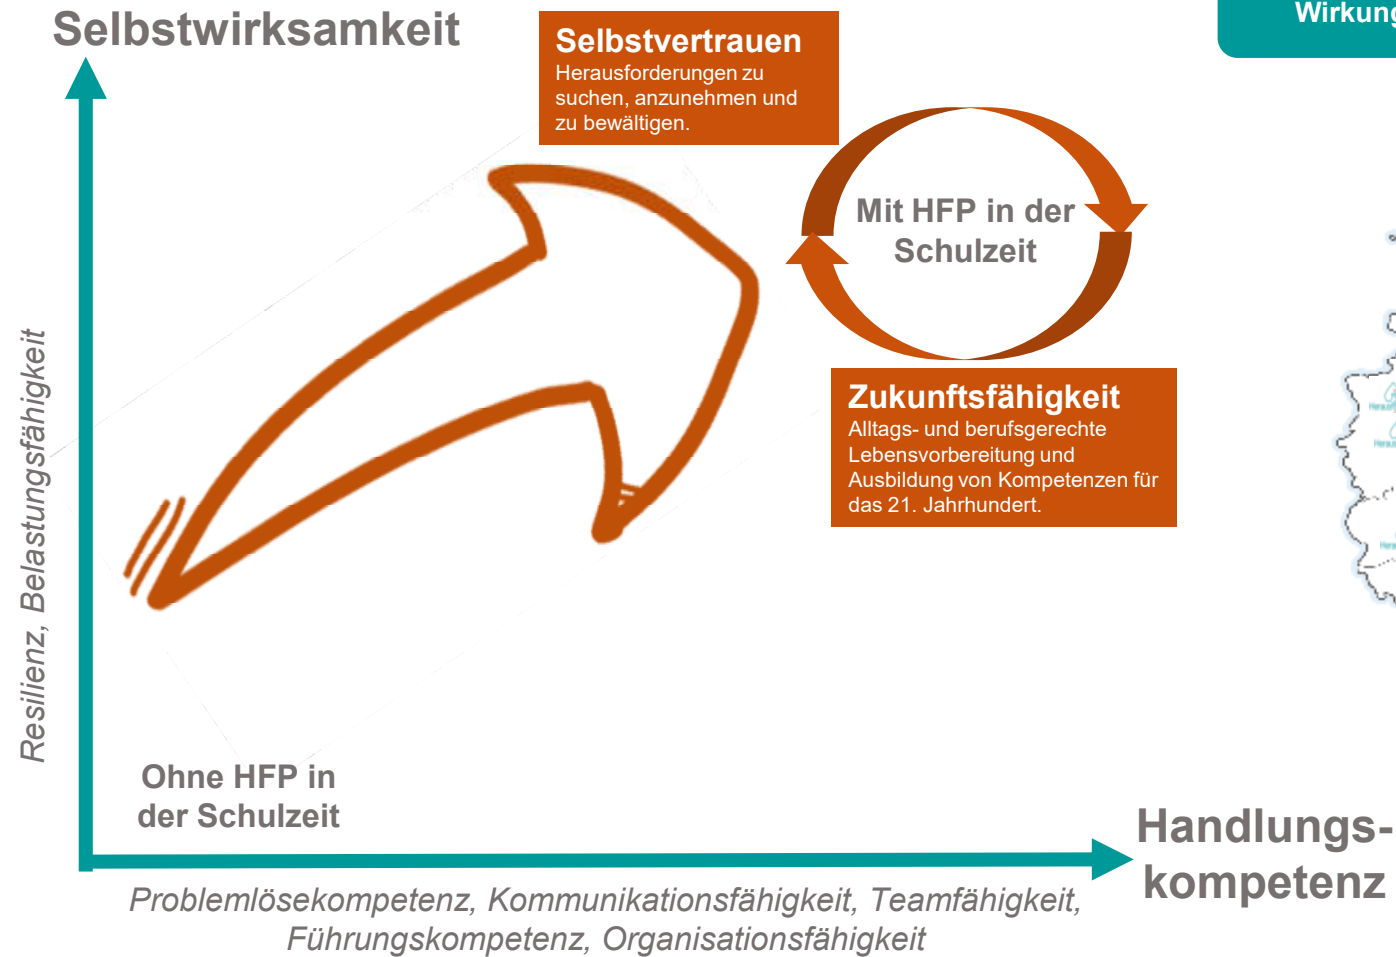 Selbstwirksamkeit
Selbstvertrauen
Herausforderungen zu
suchen, anzunehmen und
zu bewältigen.
Mit HFP in der
Schulzeit
Zukunftsfähigkeit
Alltags- und berufsgerechte
Lebensvorbereitung und
Ausbildung von Kompetenzen für
das 21. Jahrhundert.
Resilienz, Belastungsfähigkeit
Ohne HFP in
der Schulzeit
Handlungs-
kompetenz
Problemlösekompetenz, Kommunikationsfähigkeit, Teamfähigkeit,
Führungskompetenz, Organisationsfähigkeit